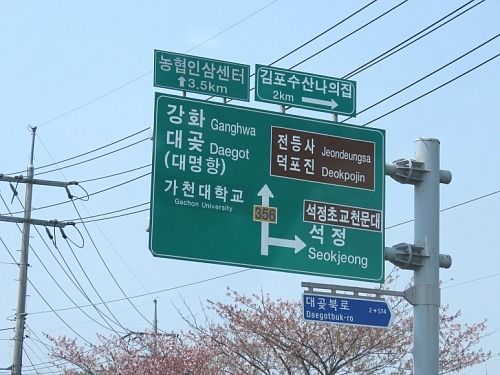 농협인삼센터
3.5km
김포수산나의집
2km
강화 Ganghwa
대곶 Daegot
(대명항)
가천대학교
Gachon University
전등사 Jeondeungsa
덕포진 Deokpojin
356
석정초교천문대
석정
Seokjeong
대곶북로
Daegotbuk-ro 2→574